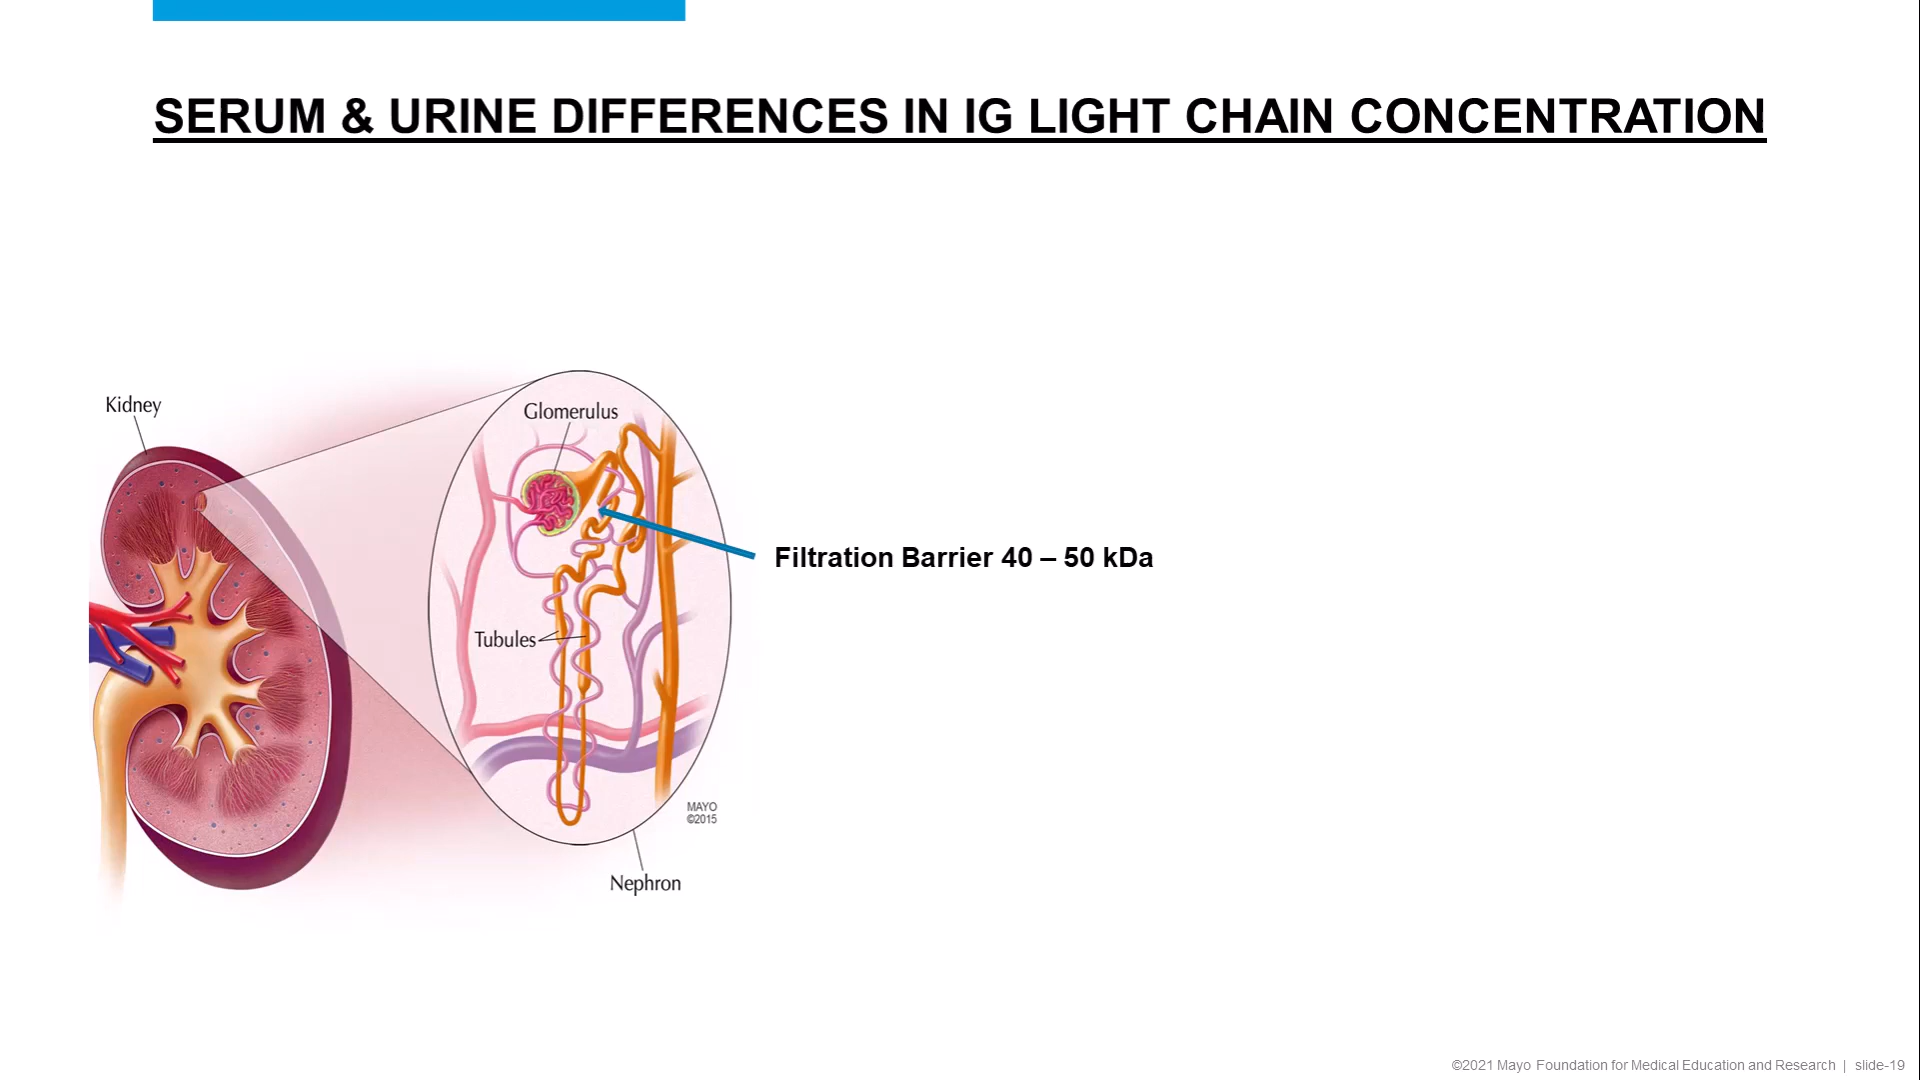 SERUM & URINE DIFFERENCES IN IG LIGHT CHAIN CONCENTRATION
Kidney
Glomerulus
Filtration Barrier 40 – 50 kDa
Tubules
MAYO
©2015
Nephron
©2021 Mayo Foundation for Medical Education and Research | slide-19